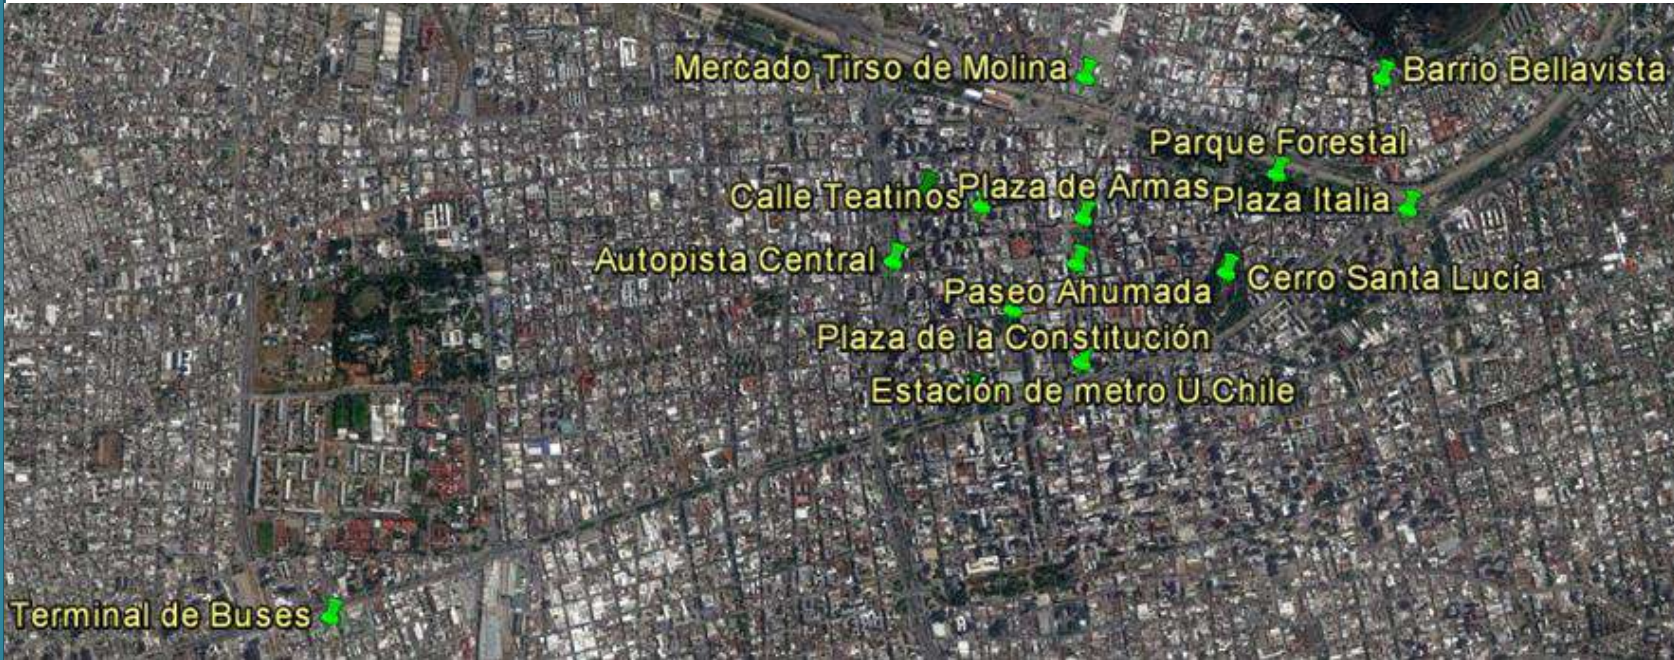 Mercado Tirso de Molina
Barrio Bellavista
Parque Forestal
Calle Teatinos
Plaza de Armas
Plaza Italia
Autopista Central
Cerro Santa Lucía
Paseo Ahumada
Plaza de la Constitución
Estación de metro U.Chile
Terminal de Buses